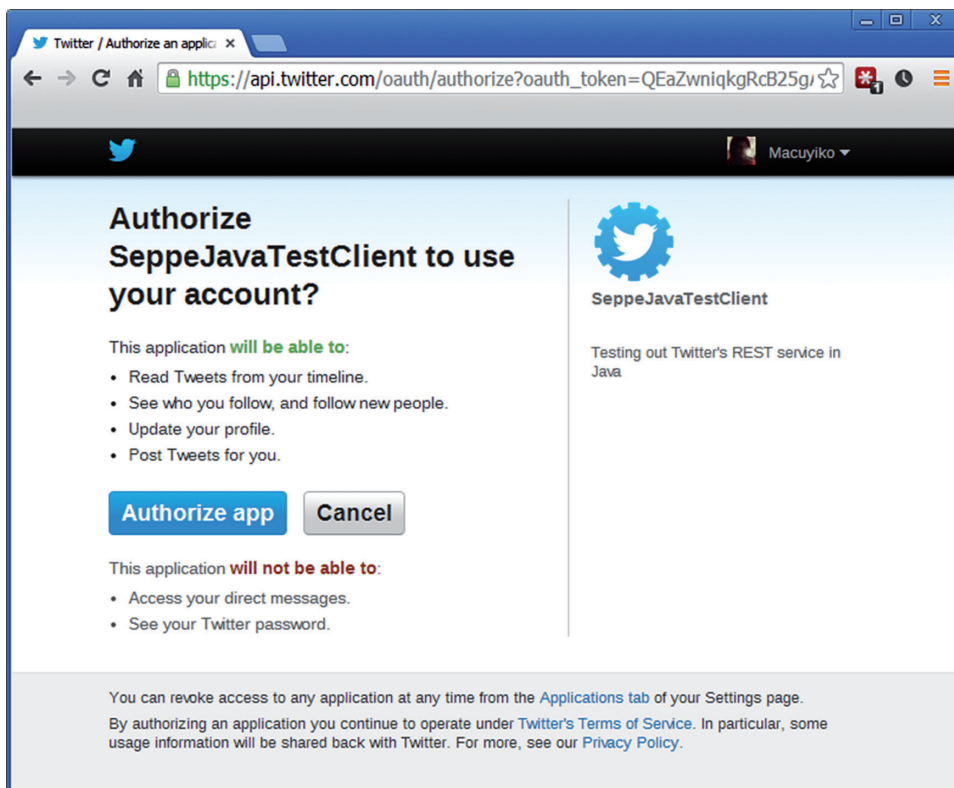 Twitter / Authorize an applic
https://api.twitter.com/oauth/authorize?oauth_token=QEaZwniqkgRcB25g
1
Macuyiko
Authorize
SeppeJavaTestClient to use
your account?
This application will be able to:
• Read Tweets from your timeline.
• See who you follow, and follow new people.
• Update your profile.
• Post Tweets for you.
Authorize app
Cancel
This application will not be able to:
• Access your direct messages.
• See your Twitter password.
SeppeJavaTestClient
Testing out Twitter's REST service in
Java
You can revoke access to any application at any time from the Applications tab of your Settings page.
By authorizing an application you continue to operate under Twitter's Terms of Service. In particular, some
usage information will be shared back with Twitter. For more, see our Privacy Policy.